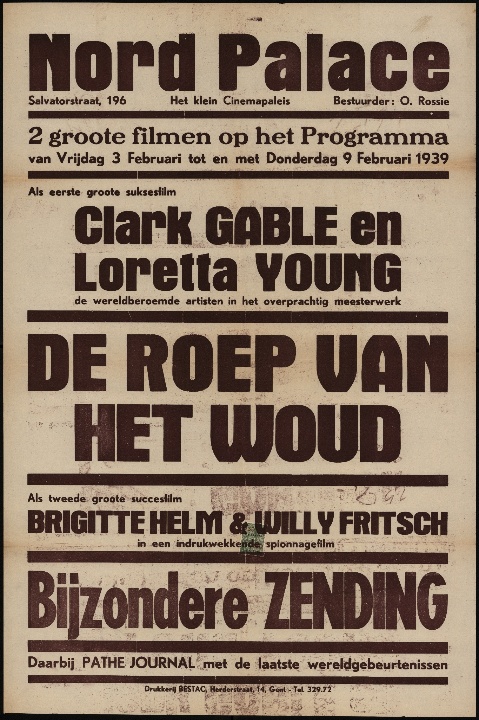 Nord Palace
Salvatorstraat, 196 Het klein Cinemapaleis Bestuurder: O. Rossie
2 groote filmen op het Programma
van Vrijdag 3 Februari tot en met Donderdag 9 Februari 1939
Als eerste groote suksesfilm
Clark GABLE en
Loretta YOUNG
de wereldberoemde artisten in het overprachtig meesterwerk
DE ROEP VAN
HET WOUD
Als tweede groote succesfilm
BRIGITTE HELM & WILLY FRITSCH
in een indrukwekkende spionnagefilm
Bijzondere ZENDING
Daarbij PATHE JOURNAL met de laatste wereldgebeurtenissen
Drukkerij BESTAC, Herderstraat, 14, Gent - Tel. 329.72